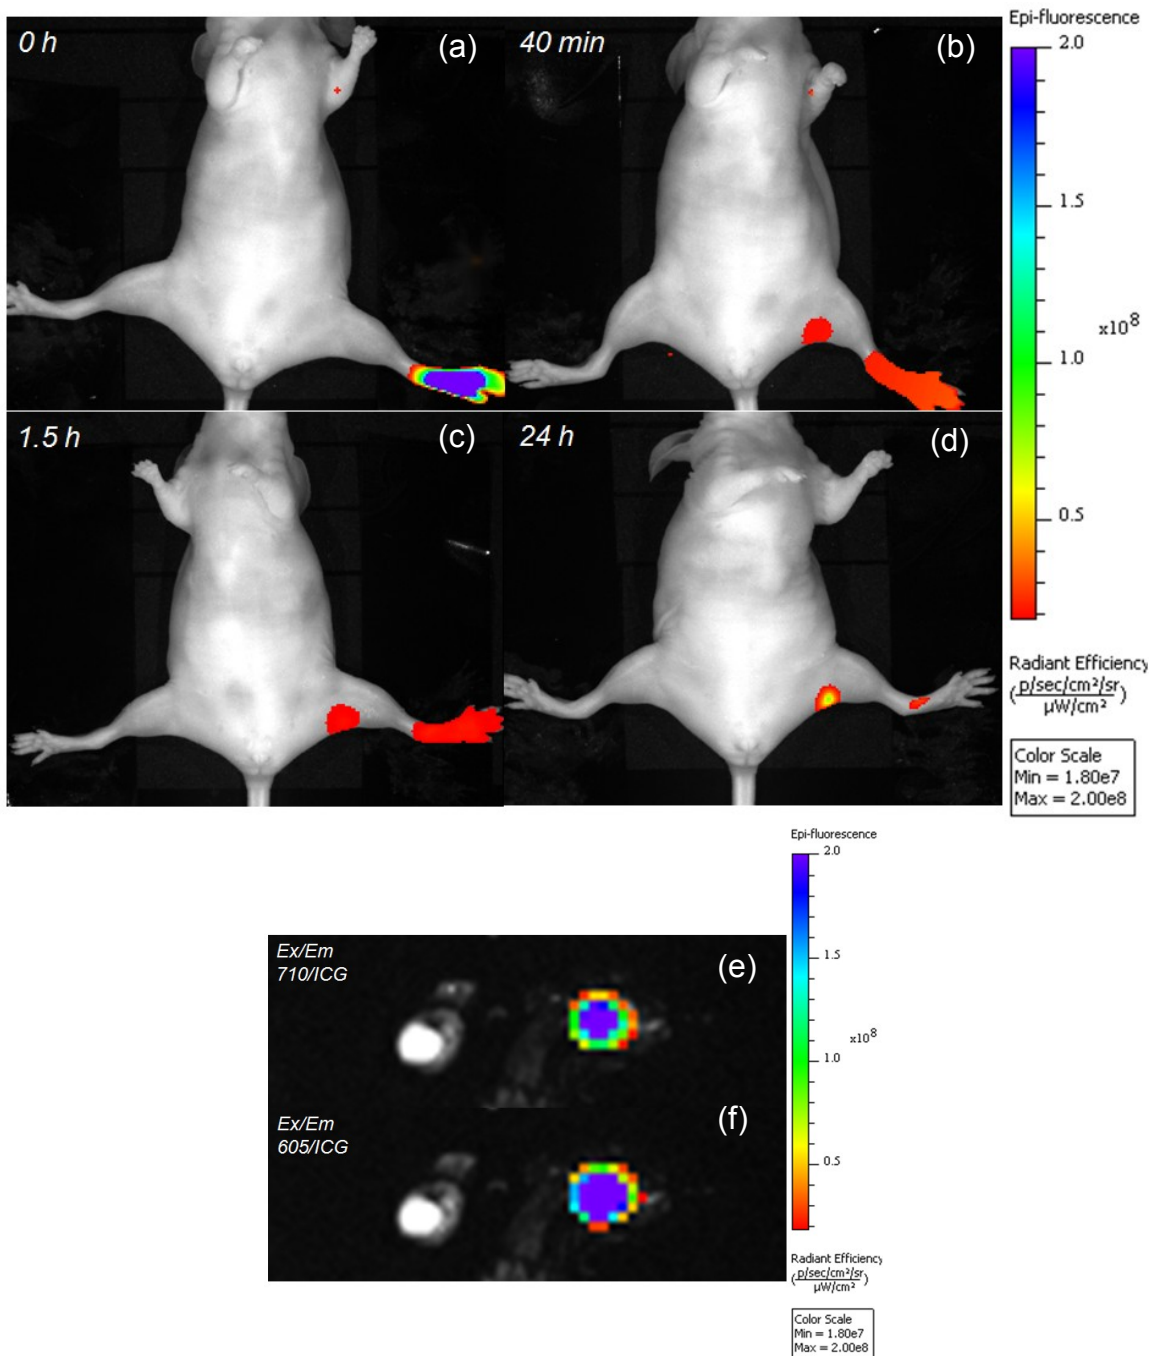 0 h
(a)
40 min
(b)
Epi-fluorescence
2.0
1.5
x10⁸
1.0
0.5
1.5 h
(c)
24 h
(d)
Radiant Efficiency
(p/sec/cm²/sr
μW/cm²)
Color Scale
Min = 1.80e7
Max = 2.00e8
Epi-fluorescence
2.0
1.5
x10⁸
1.0
0.5
Ex/Em
710/ICG
(e)
Ex/Em
605/ICG
(f)
Radiant Efficiency
(p/sec/cm²/sr
μW/cm²)
Color Scale
Min = 1.80e7
Max = 2.00e8